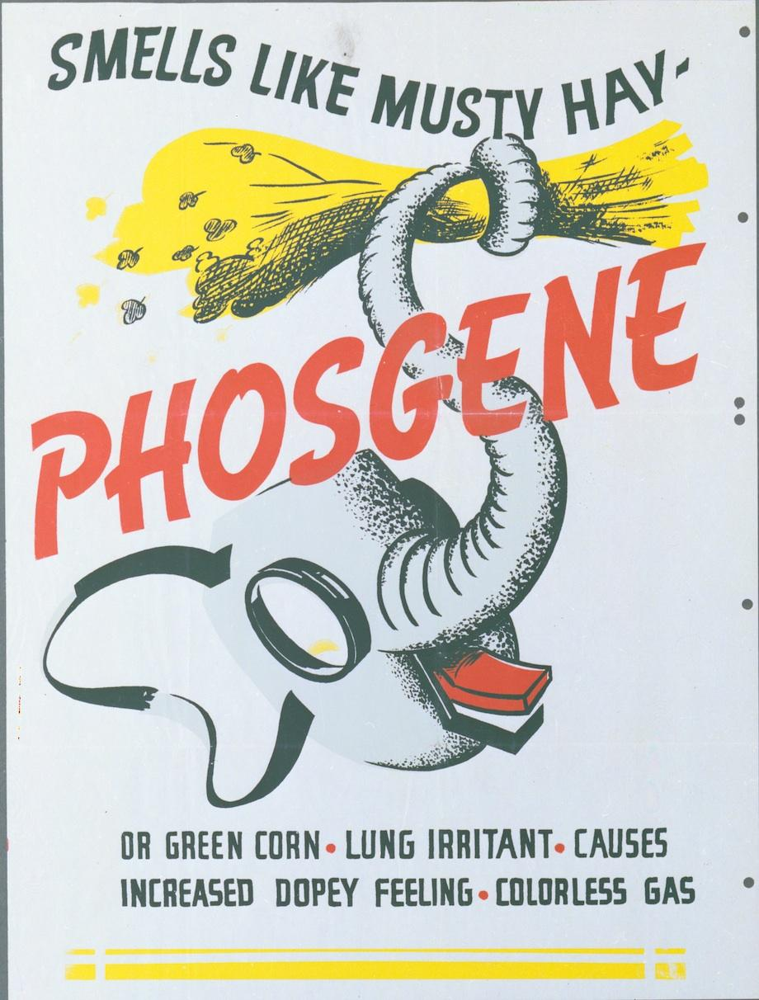 SMELLS LIKE MUSTY HAY-
PHOSGENE
OR GREEN CORN • LUNG IRRITANT • CAUSES
INCREASED DOPEY FEELING • COLORLESS GAS